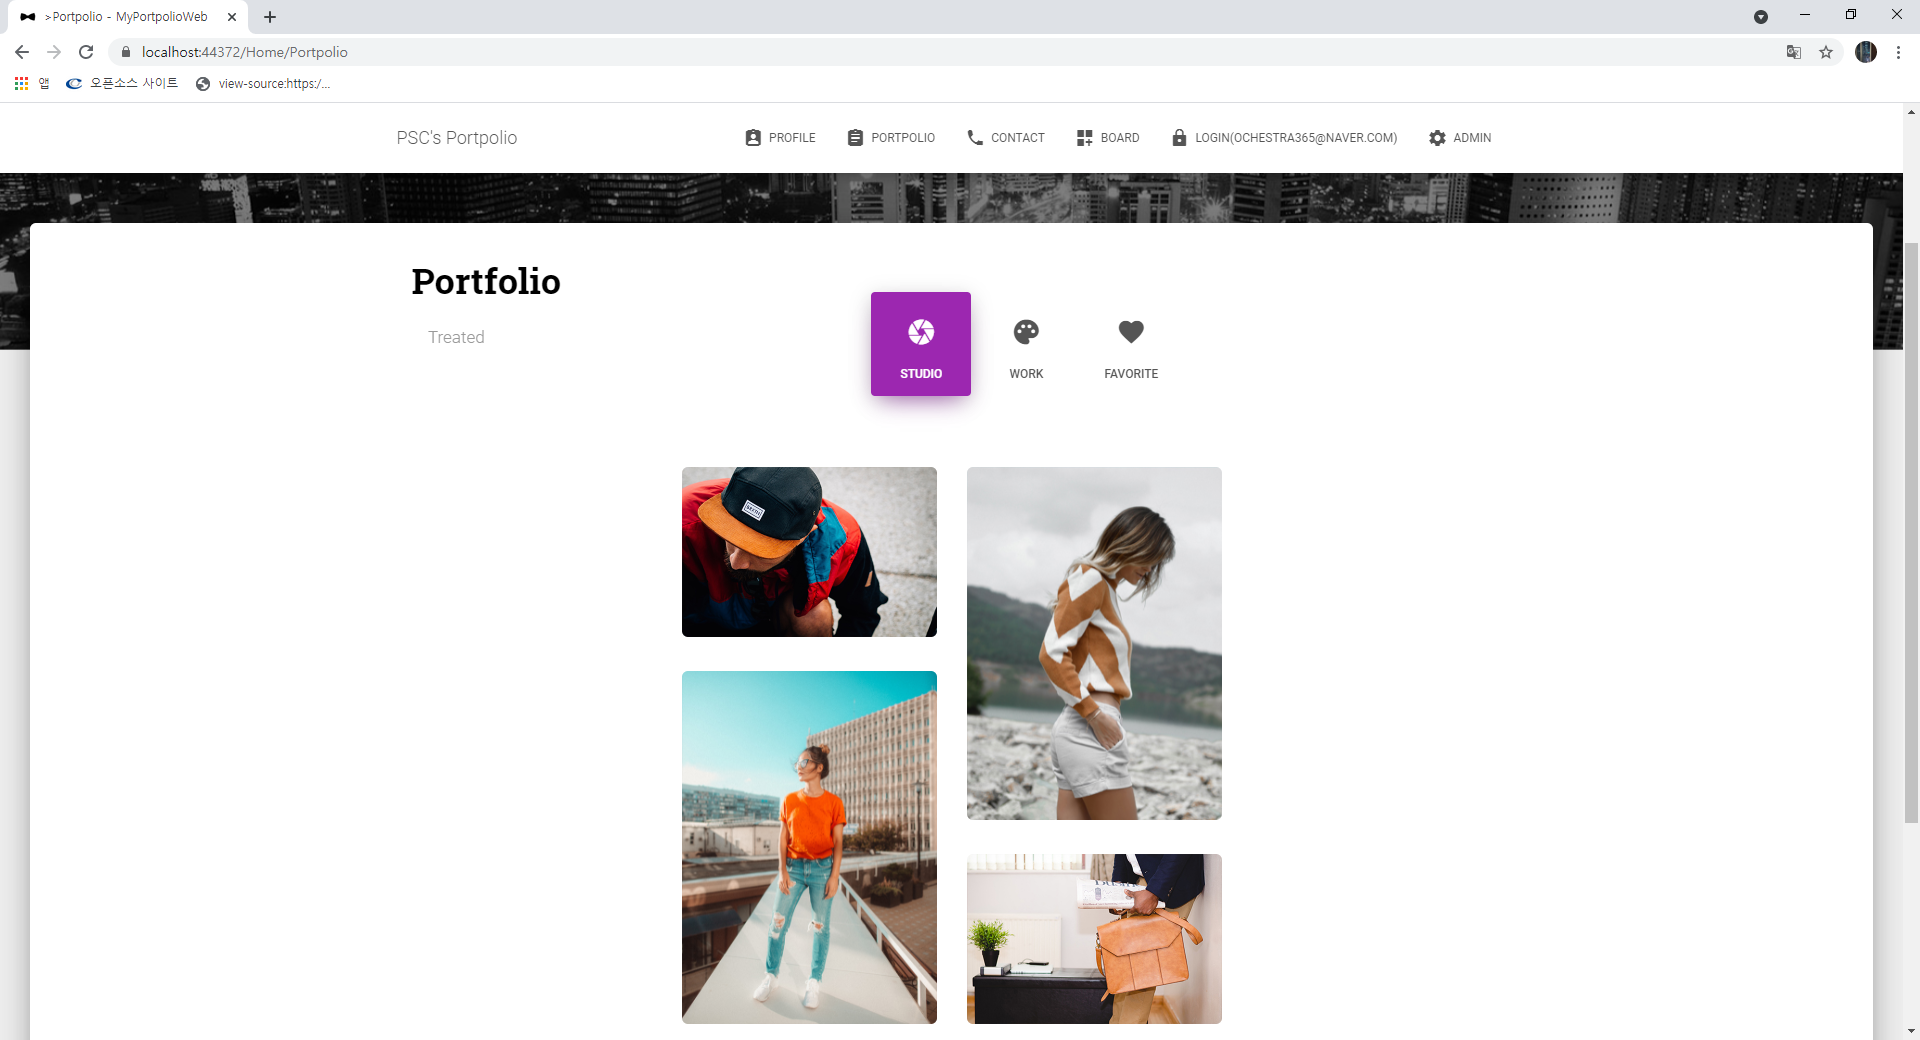 >Portpolio - MyPortpolioWeb
localhost:44372/Home/Portpolio
앱 오픈소스 사이트 view-source:https:/...
PSC's Portpolio PROFILE PORTPOLIO CONTACT BOARD LOGIN(OCHESTRA365@NAVER.COM) ADMIN
Portfolio
Treated
STUDIO WORK FAVORITE